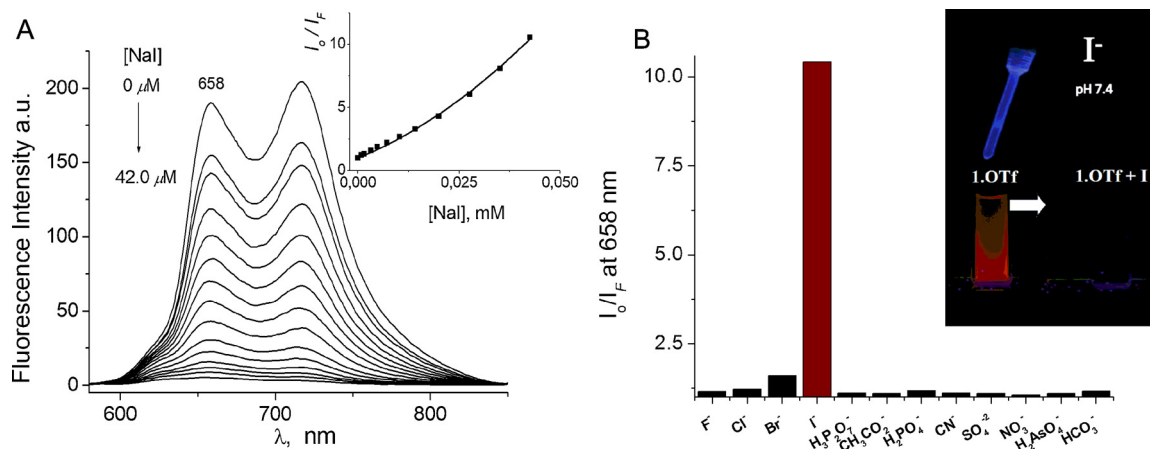 A
[NaI]
0 μM
42.0 μM
658
Fluorescence Intensity a.u.
200
150
100
50
0
600
700
800
λ, nm
I₀/I_F
10
5
0
0,000
0,025
0,050
[NaI], mM
B
I₀/I_F at 658 nm
10.0
7.5
5.0
2.5
F⁻
Cl⁻
Br⁻
I⁻
H₃P₂O₇⁻
CH₃CO₂⁻
H₂PO₄⁻
CN⁻
SO₄⁻²
NO₃⁻
H₂AsO₄⁻
HCO₃⁻
I⁻
pH 7.4
1.OTf
1.OTf + I